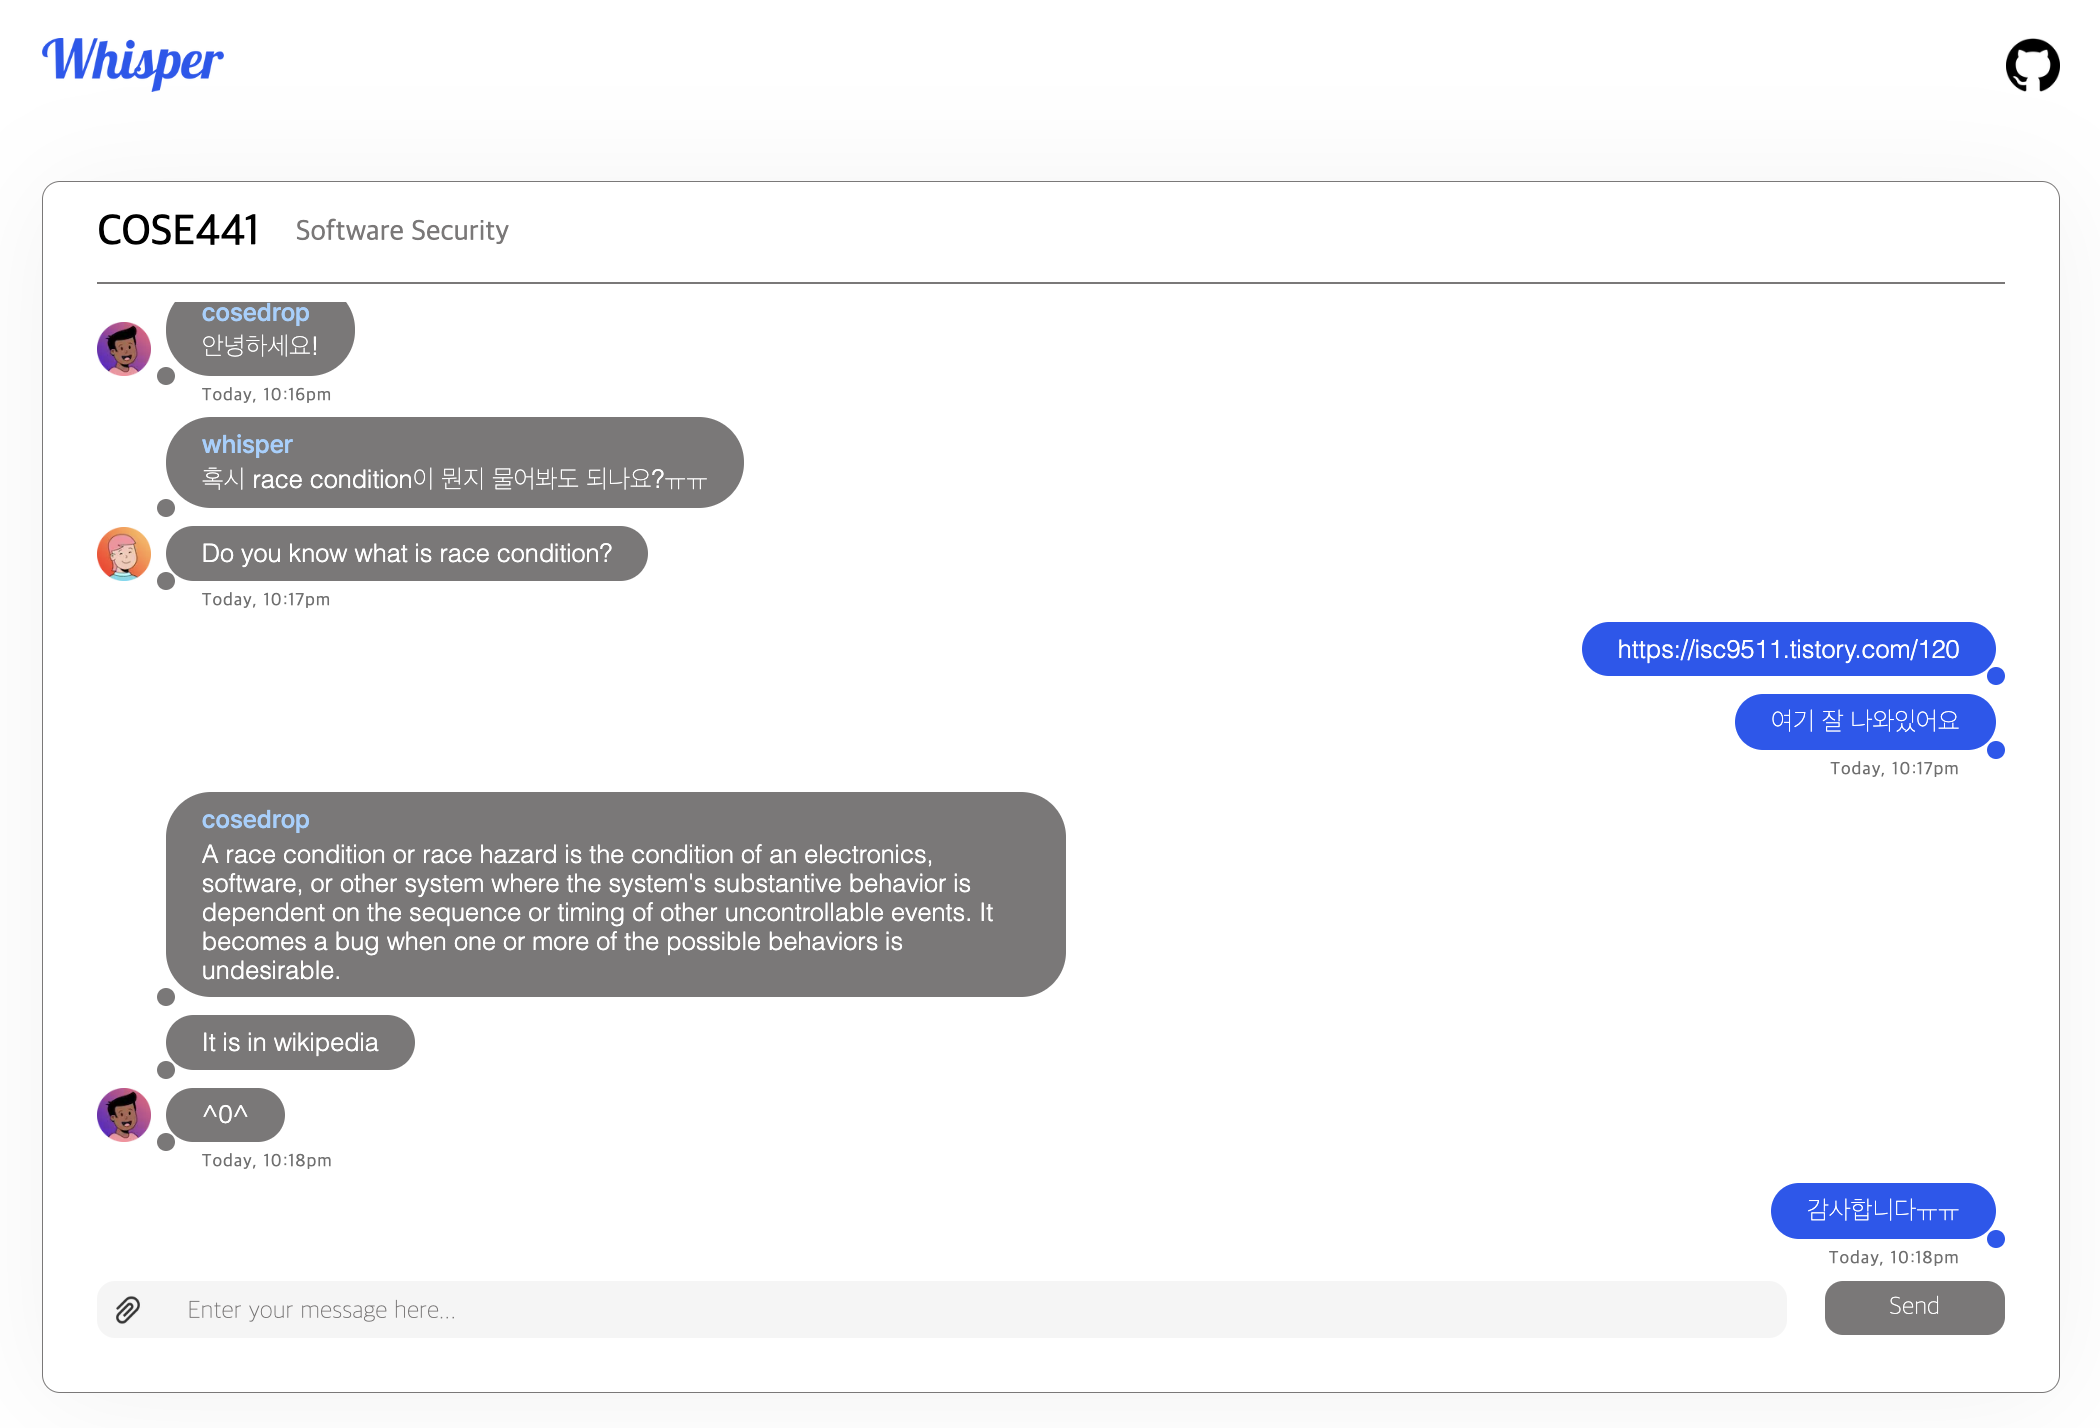 Whisper
COSE441 Software Security
cosedrop
안녕하세요!
Today, 10:16pm
whisper
혹시 race condition이 뭔지 물어봐도 되나요?ㅠㅠ
Do you know what is race condition?
Today, 10:17pm
https://isc9511.tistory.com/120
여기 잘 나와있어요
Today, 10:17pm
cosedrop
A race condition or race hazard is the condition of an electronics,
software, or other system where the system's substantive behavior is
dependent on the sequence or timing of other uncontrollable events. It
becomes a bug when one or more of the possible behaviors is
undesirable.
It is in wikipedia
^0^
Today, 10:18pm
감사합니다ㅠㅠ
Today, 10:18pm
Enter your message here...
Send